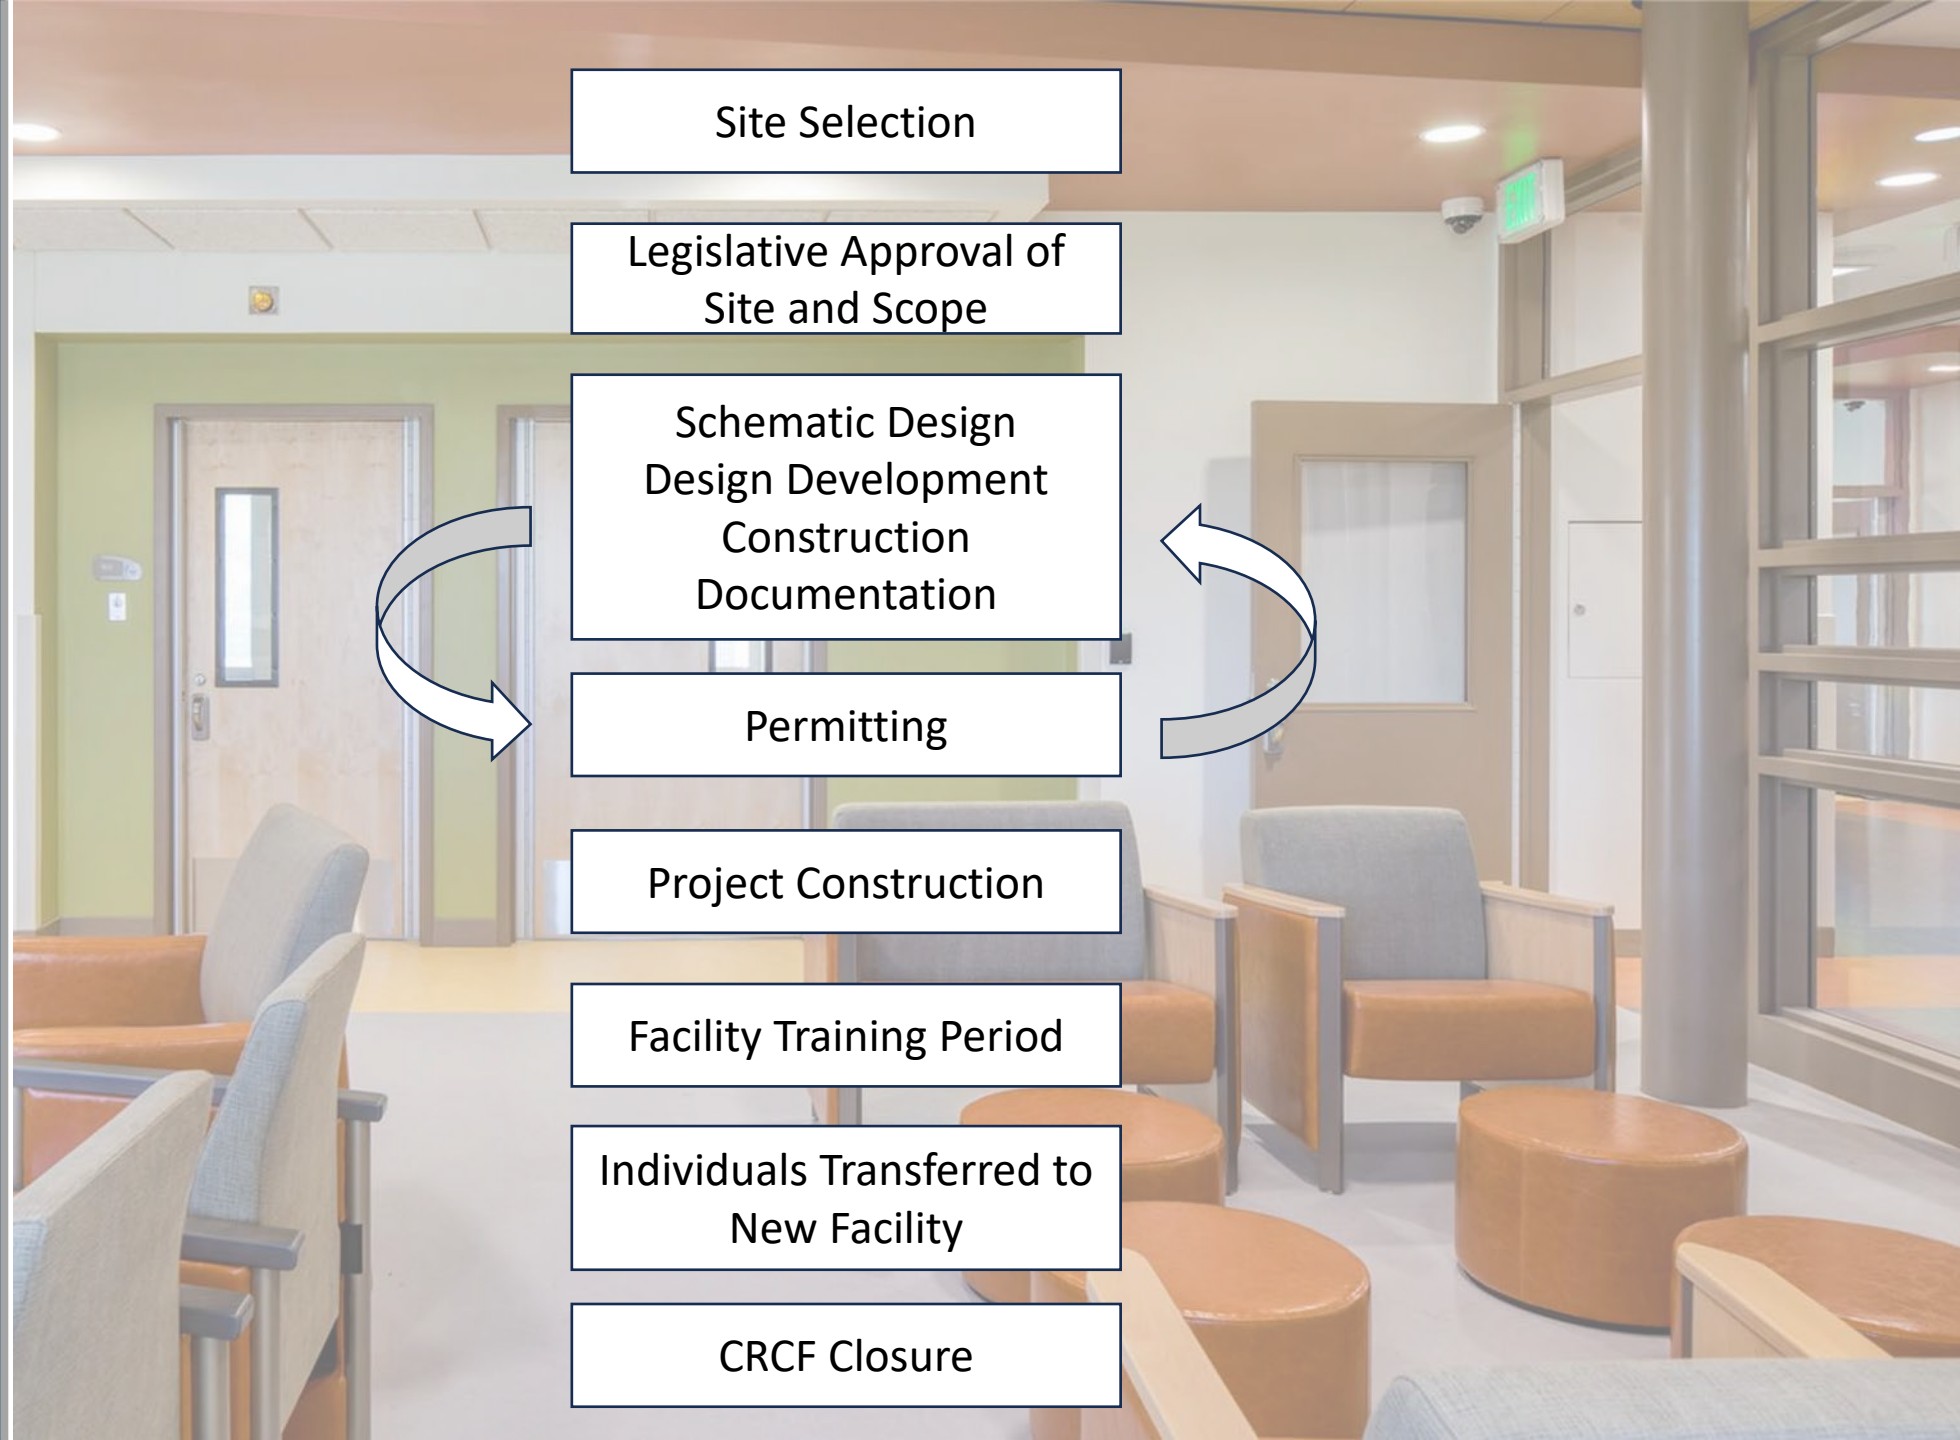 Site Selection
EXIT
Legislative Approval of
Site and Scope
Schematic Design
Design Development
Construction
Documentation
Permitting
Project Construction
Facility Training Period
Individuals Transferred to
New Facility
CRCF Closure